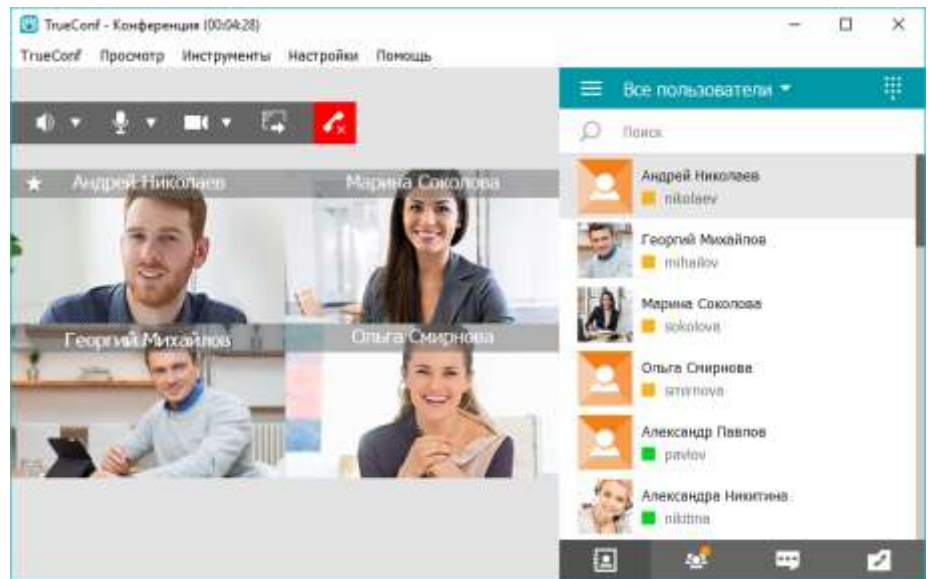 TrueConf - Конференция (00:04:28)
TrueConf Просмотр Инструменты Настройки Помощь
Все пользователи
Поиск
Андрей Николаев
Марина Соколова
Георгий Михайлов
Ольга Смирнова
Андрей Николаев
nikolaev
Георгий Михайлов
mihailov
Марина Соколова
sokolova
Ольга Смирнова
smirnova
Александр Павлов
pavlov
Александра Никитина
nikitina